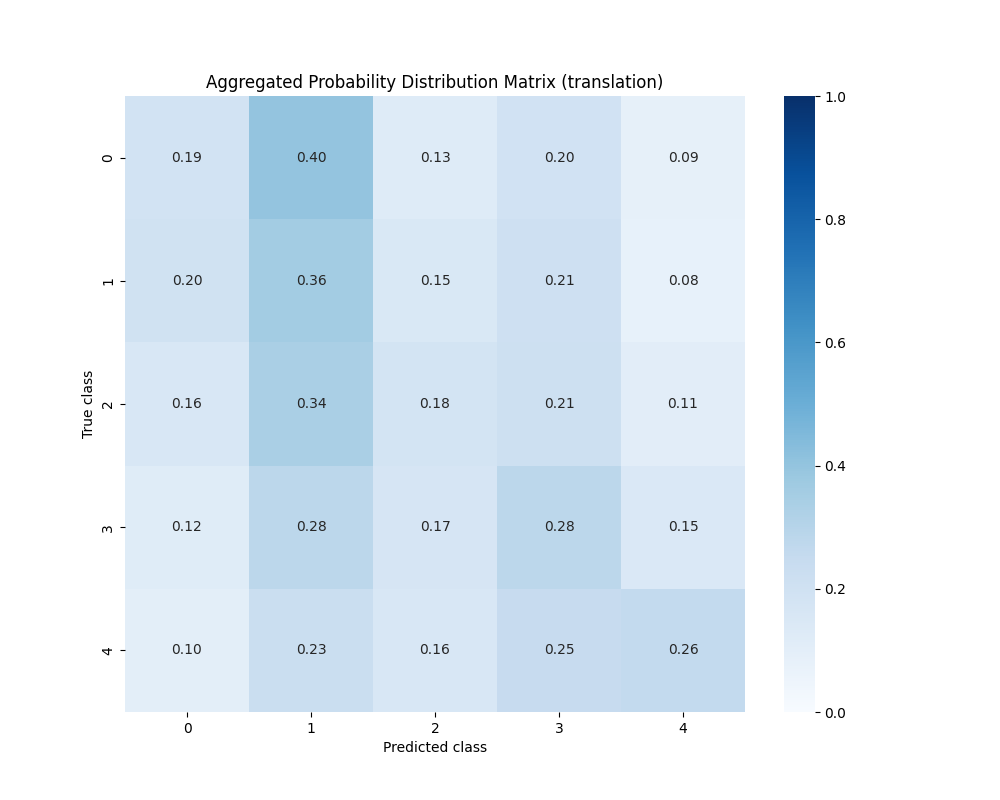 Aggregated Probability Distribution Matrix (translation)
1.0
0 0.19 0.40 0.13 0.20 0.09
0.8
1 0.20 0.36 0.15 0.21 0.08
0.6
True class
2 0.16 0.34 0.18 0.21 0.11
0.4
3 0.12 0.28 0.17 0.28 0.15
0.2
4 0.10 0.23 0.16 0.25 0.26
0.0
0 1 2 3 4
Predicted class